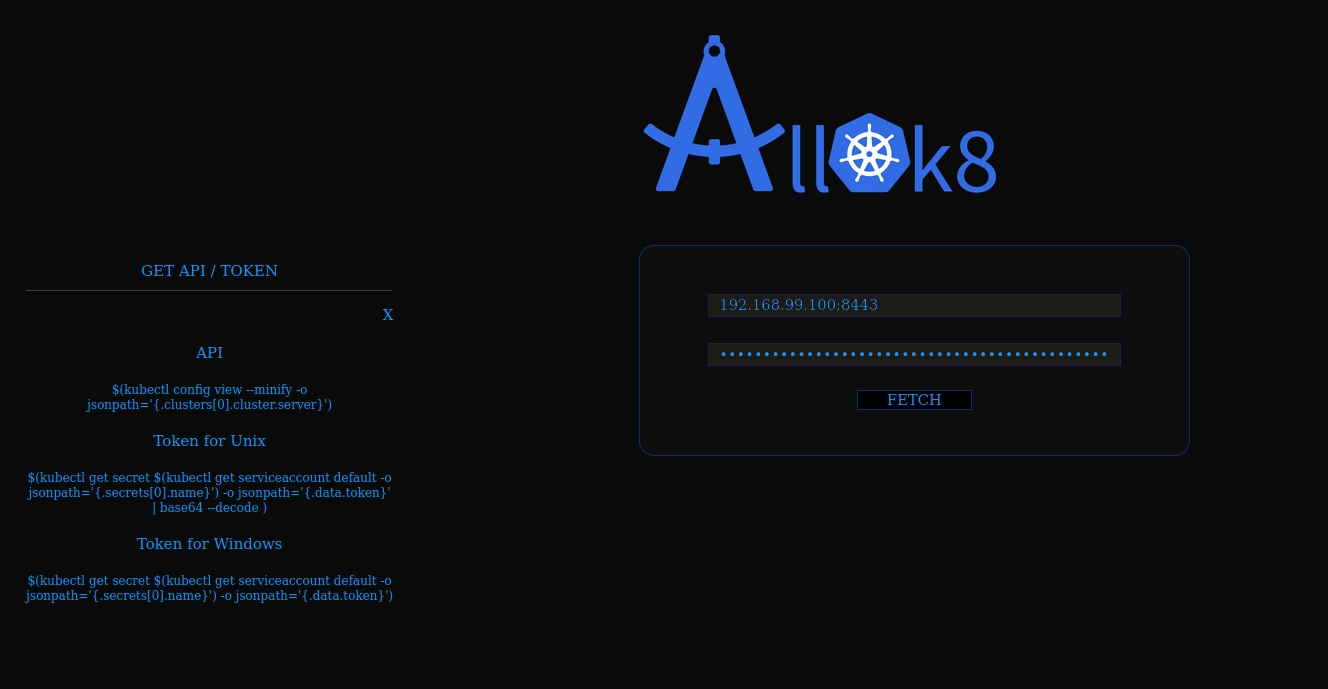 Allok8
GET API / TOKEN
X
API
$(kubectl config view --minify -o
jsonpath='{.clusters[0].cluster.server}')
Token for Unix
$(kubectl get secret $(kubectl get serviceaccount default -o
jsonpath='{.secrets[0].name}') -o jsonpath='{.data.token}'
| base64 --decode )
Token for Windows
$(kubectl get secret $(kubectl get serviceaccount default -o
jsonpath='{.secrets[0].name}') -o jsonpath='{.data.token}')
192.168.99.100:8443
FETCH